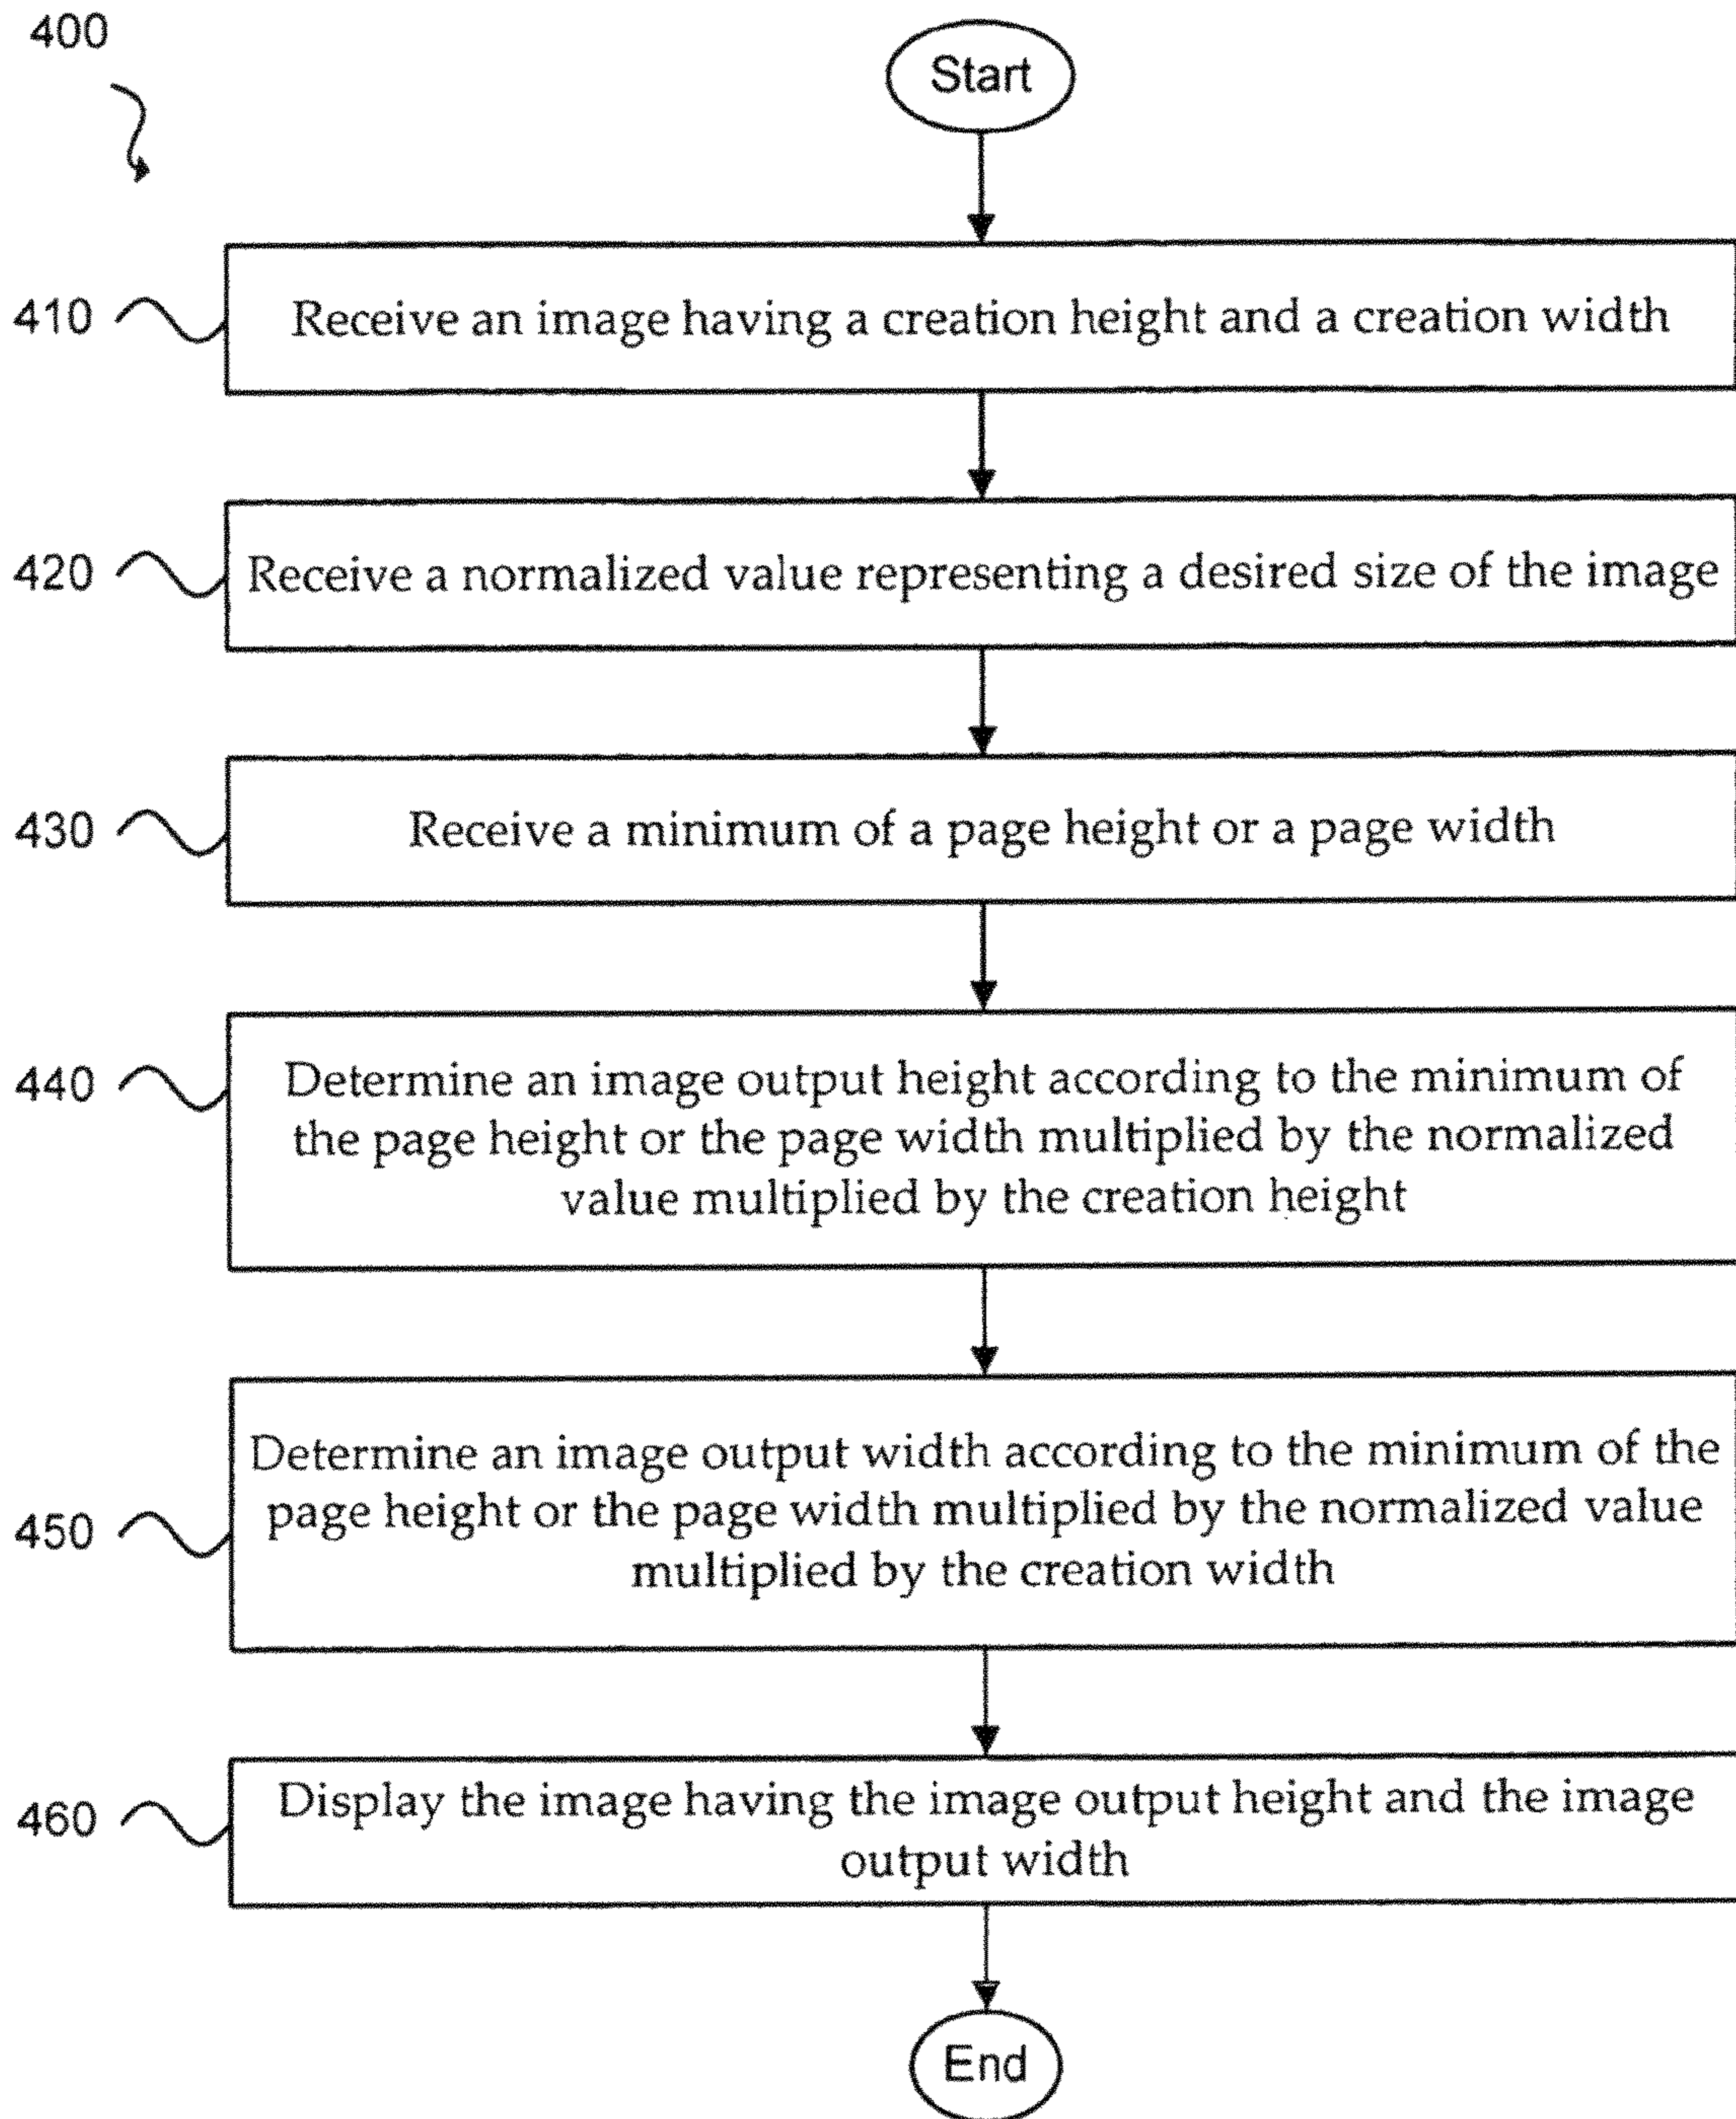 400
Start
410
Receive an image having a creation height and a creation width
420
Receive a normalized value representing a desired size of the image
430
Receive a minimum of a page height or a page width
440
Determine an image output height according to the minimum of
the page height or the page width multiplied by the normalized
value multiplied by the creation height
450
Determine an image output width according to the minimum of the
page height or the page width multiplied by the normalized value
multiplied by the creation width
460
Display the image having the image output height and the image
output width
End